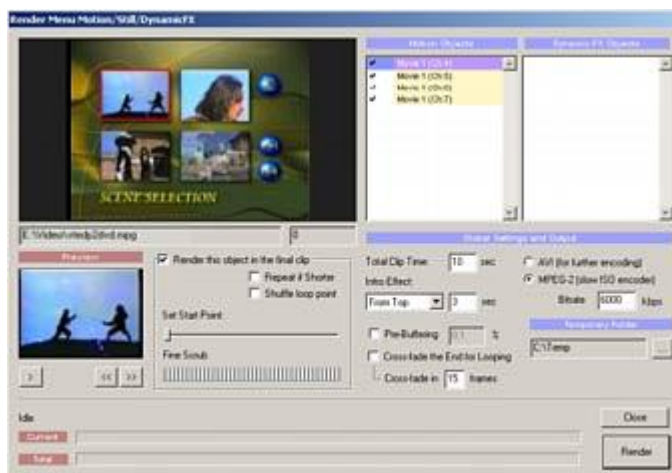 Render Menu Motion/Still/DynamicFX
Motion Objects
Dynamic FX Objects
Movie 1 (Ch:4)
Movie 1 (Ch:5)
Movie 1 (Ch:6)
Movie 1 (Ch:7)
SCENE SELECTION
0
Global Settings and Output
Preview
Render this object in the final clip
Repeat if Shorter
Shuffle loop point
Set Start Point:
Fine Scrub:
> << >>
Total Clip Time: 10 sec
Intro Effect:
From Top 3 sec
Pre-Buffering 0.1 %
Cross-fade the End for Looping
Cross-fade in 15 frames
AVI (for further encoding)
MPEG-2 (slow ISO encoder)
Bitrate 6000 kbps
Temporary Folder
C:\Temp ...
Idle
Current
Total
Close
Render